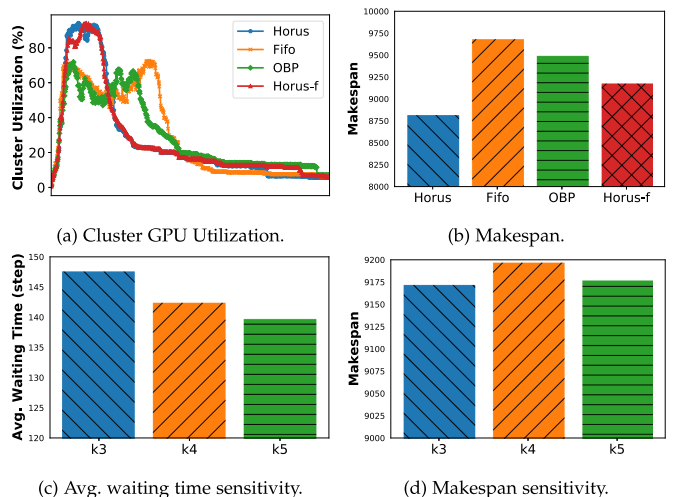 Cluster Utilization (%)
80
60
40
20
0
Horus
Fifo
OBP
Horus-f
(a) Cluster GPU Utilization.
Makespan
10000
9750
9500
9250
9000
8750
8500
8250
8000
Horus Fifo OBP Horus-f
(b) Makespan.
Avg. Waiting Time (step)
150
145
140
135
130
125
120
k3 k4 k5
(c) Avg. waiting time sensitivity.
Makespan
9200
9175
9150
9125
9100
9075
9050
9025
9000
k3 k4 k5
(d) Makespan sensitivity.